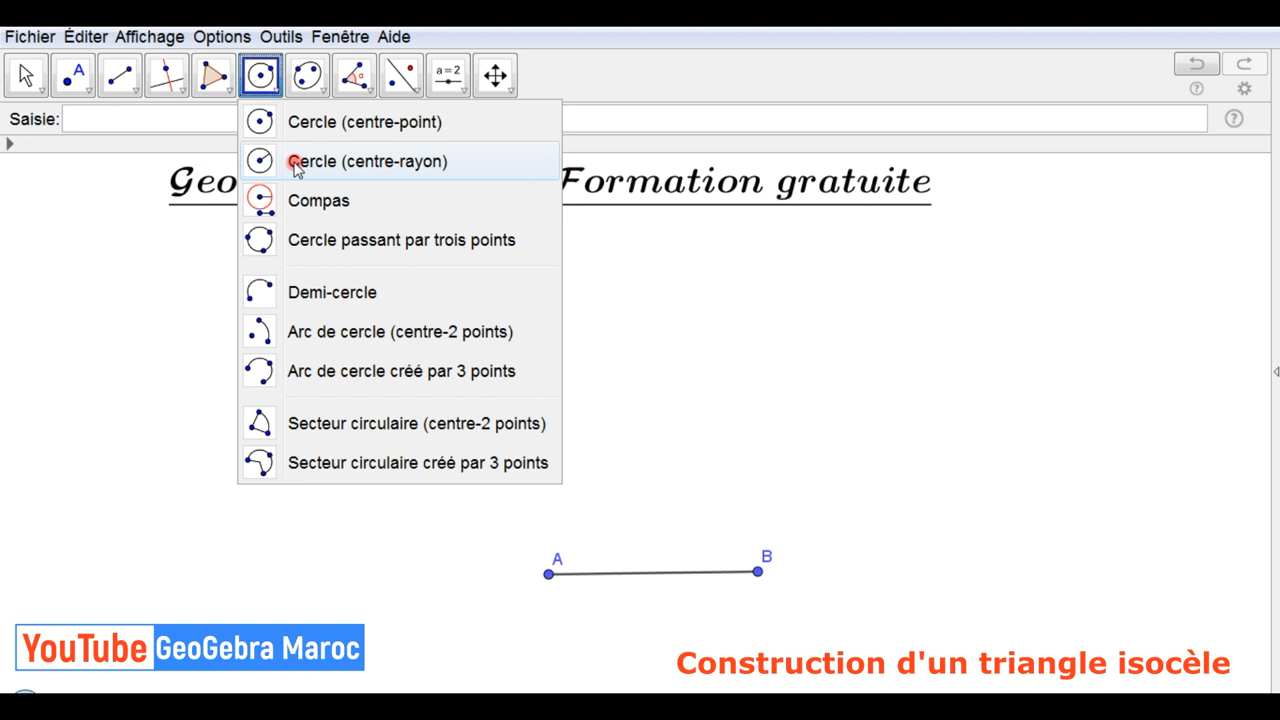 Fichier Éditer Affichage Options Outils Fenêtre Aide
A
a=2
Saisie:
Geo
Formation gratuite
Cercle (centre-point)
Cercle (centre-rayon)
Compas
Cercle passant par trois points
Demi-cercle
Arc de cercle (centre-2 points)
Arc de cercle créé par 3 points
Secteur circulaire (centre-2 points)
Secteur circulaire créé par 3 points
A
B
YouTube GeoGebra Maroc
Construction d'un triangle isocèle